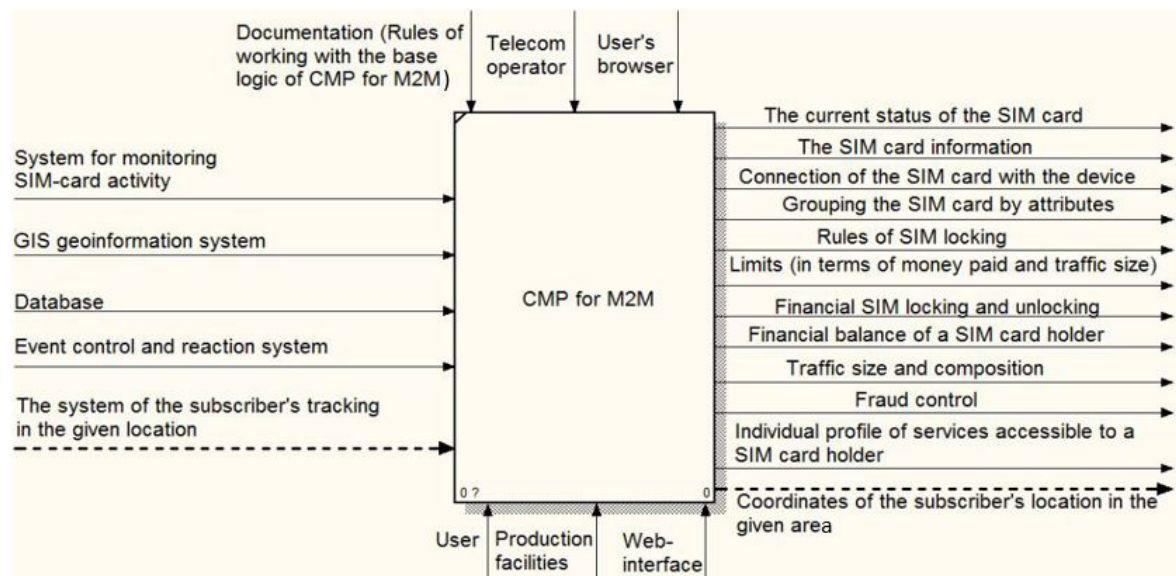 Documentation (Rules of
working with the base
logic of CMP for M2M)
Telecom
operator
User's
browser
System for monitoring
SIM-card activity
GIS geoinformation system
Database
Event control and reaction system
The system of the subscriber's tracking
in the given location
CMP for M2M
0 ?
0
The current status of the SIM card
The SIM card information
Connection of the SIM card with the device
Grouping the SIM card by attributes
Rules of SIM locking
Limits (in terms of money paid and traffic size)
Financial SIM locking and unlocking
Financial balance of a SIM card holder
Traffic size and composition
Fraud control
Individual profile of services accessible to a
SIM card holder
Coordinates of the subscriber's location in the
given area
User
Production
facilities
Web-
interface